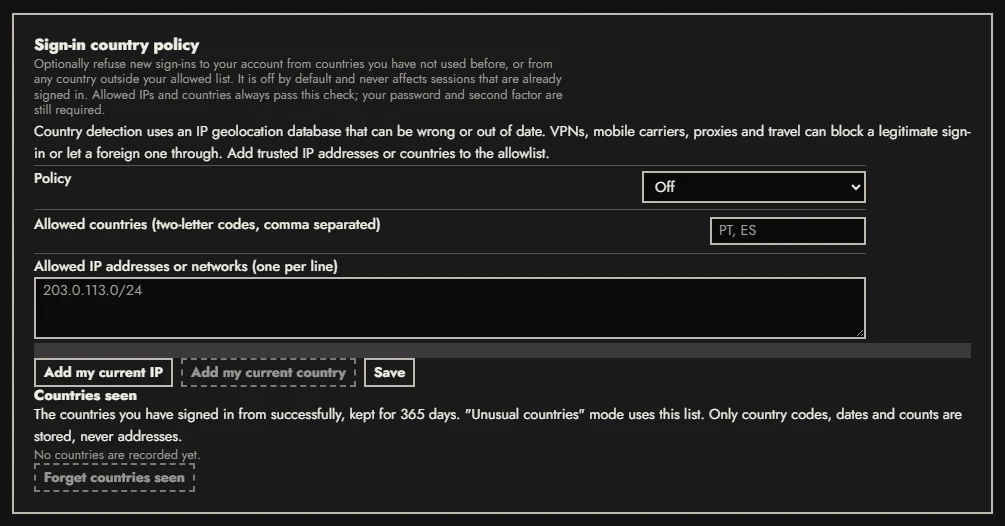 Sign-in country policy
Optionally refuse new sign-ins to your account from countries you have not used before, or from
any country outside your allowed list. It is off by default and never affects sessions that are already
signed in. Allowed IPs and countries always pass this check; your password and second factor are
still required.
Country detection uses an IP geolocation database that can be wrong or out of date. VPNs, mobile carriers, proxies and travel can block a legitimate sign-
in or let a foreign one through. Add trusted IP addresses or countries to the allowlist.
Policy
Off
Allowed countries (two-letter codes, comma separated)
PT, ES
Allowed IP addresses or networks (one per line)
203.0.113.0/24
Add my current IP
Add my current country
Save
Countries seen
The countries you have signed in from successfully, kept for 365 days. "Unusual countries" mode uses this list. Only country codes, dates and counts are
stored, never addresses.
No countries are recorded yet.
Forget countries seen